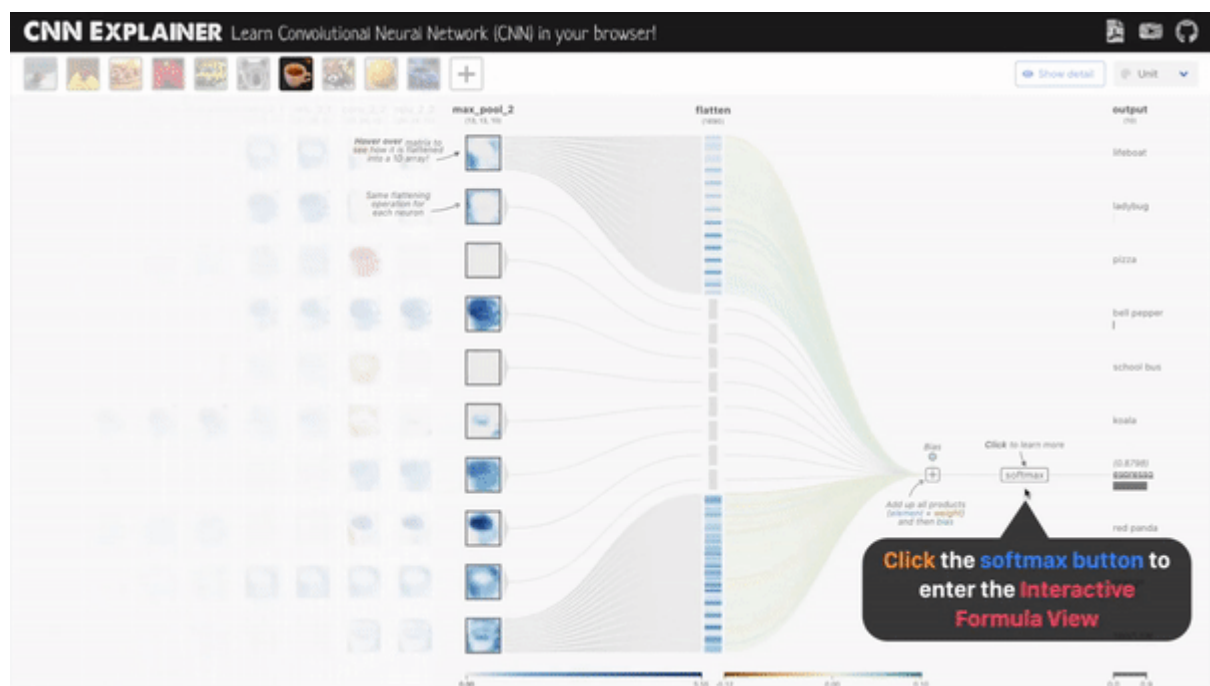 CNN EXPLAINER Learn Convolutional Neural Network (CNN) in your browser!
Show detail
Unit
max_pool_2
flatten
output
(10)
Hover over matrix to
see how it is flattened
into a 1D array!
Same flattening
operation for
each neuron
lifeboat
ladybug
pizza
bell pepper
school bus
koala
Bias
Click to learn more
(0.8798)
softmax
espresso
Add up all products
(element × weight)
and then bias
red panda
Click the softmax button to
enter the Interactive
Formula View
0.00